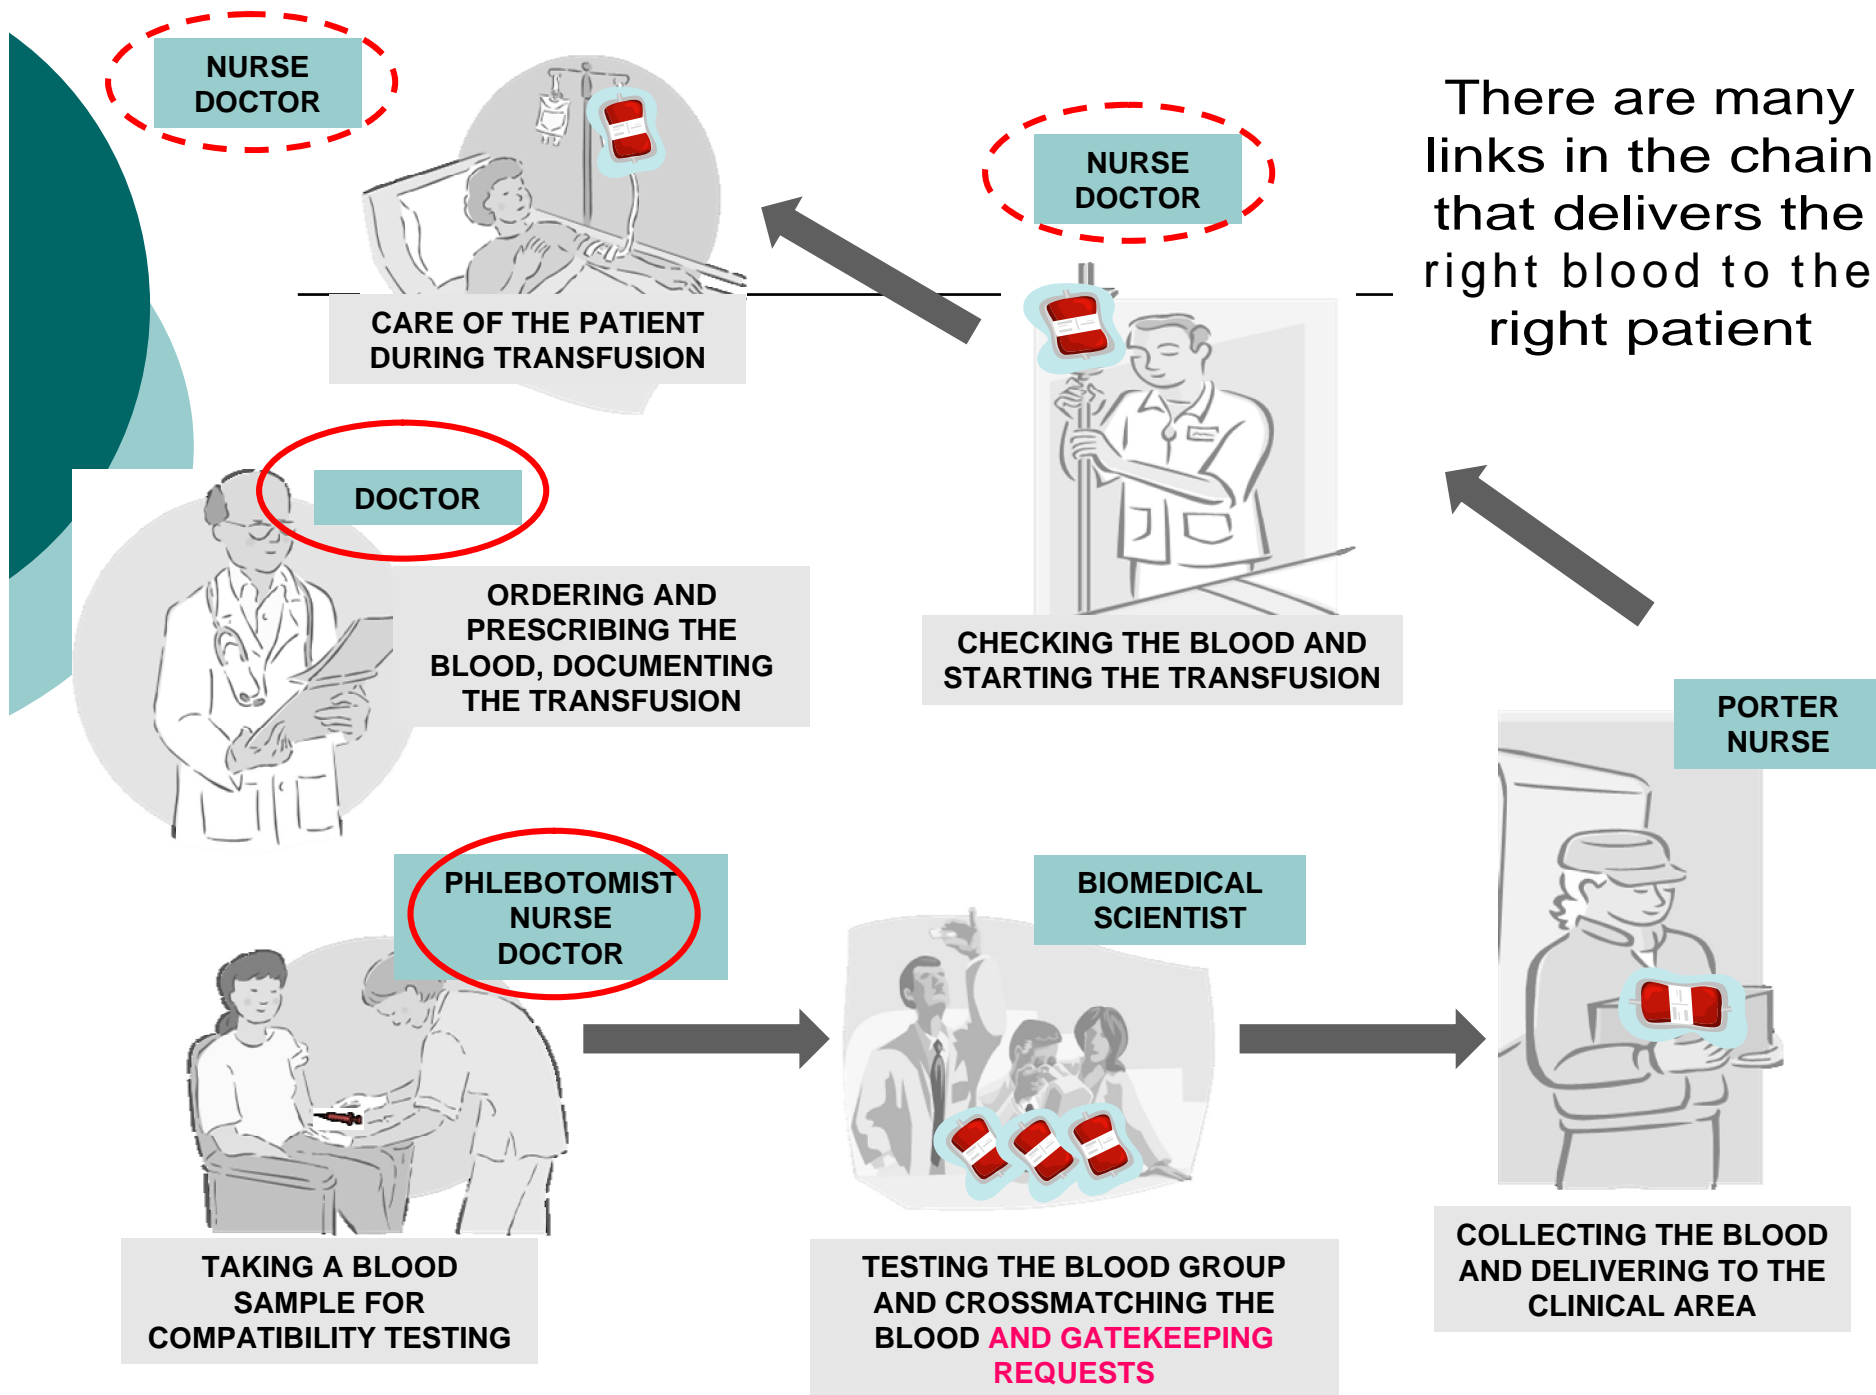 There are many
links in the chain
that delivers the
right blood to the
right patient
NURSE
DOCTOR
CARE OF THE PATIENT
DURING TRANSFUSION
NURSE
DOCTOR
CHECKING THE BLOOD AND
STARTING THE TRANSFUSION
DOCTOR
ORDERING AND
PRESCRIBING THE
BLOOD, DOCUMENTING
THE TRANSFUSION
PORTER
NURSE
COLLECTING THE BLOOD
AND DELIVERING TO THE
CLINICAL AREA
PHLEBOTOMIST
NURSE
DOCTOR
TAKING A BLOOD
SAMPLE FOR
COMPATIBILITY TESTING
BIOMEDICAL
SCIENTIST
TESTING THE BLOOD GROUP
AND CROSSMATCHING THE
BLOOD AND GATEKEEPING
REQUESTS